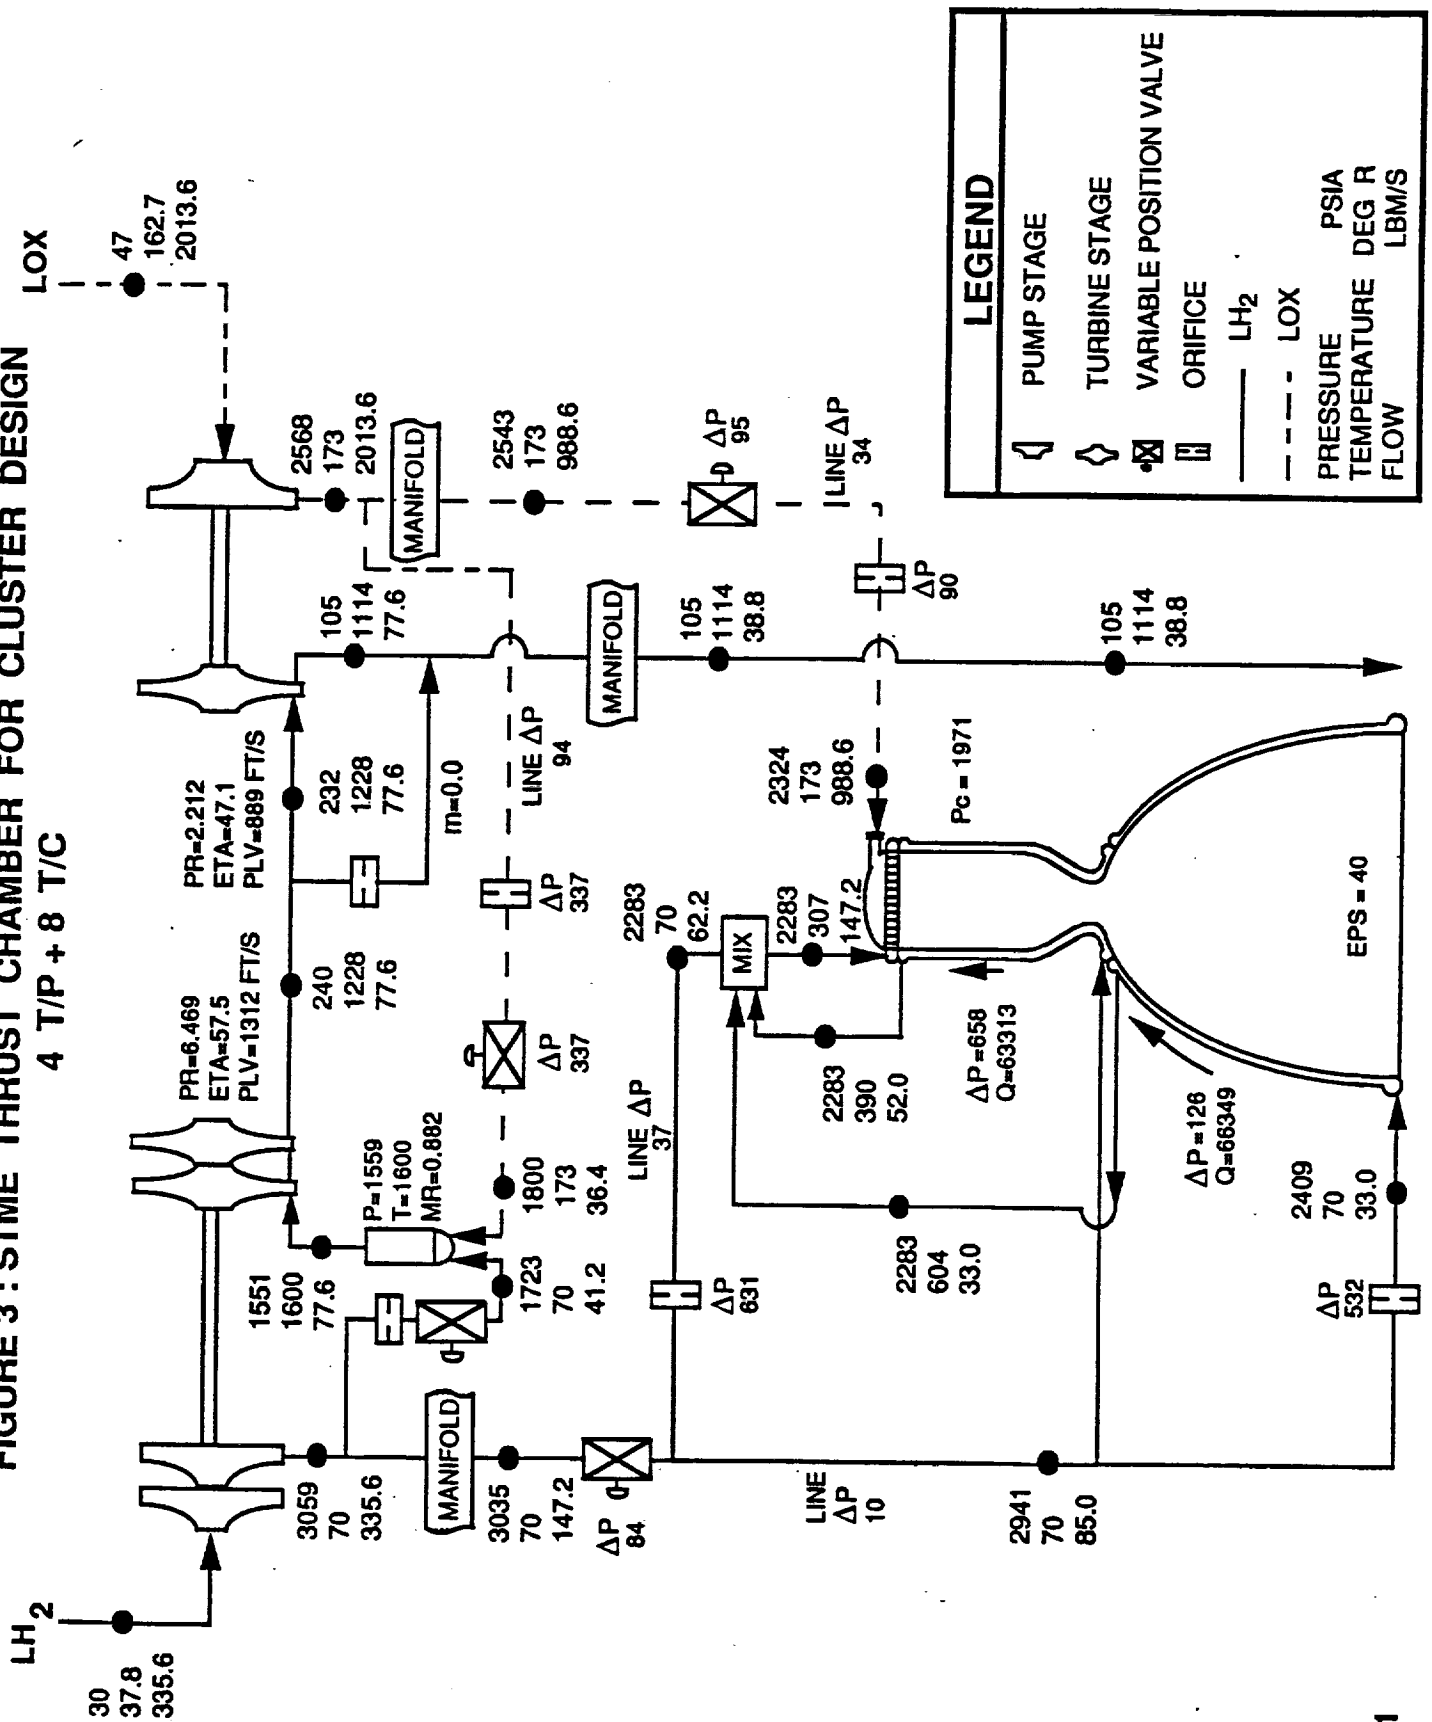 FIGURE 3 : STME THRUST CHAMBER FOR CLUSTER DESIGN
4 T/P + 8 T/C
LH2
30
37.8
335.6
LOX
47
162.7
2013.6
3059
70
335.6
MANIFOLD
3035
70
147.2
ΔP
84
1551
1600
77.6
P=1559
T=1600
MR=0.882
1723
70
41.2
1800
173
36.4
PR=6.469
ETA=57.5
PLV=1312 FT/S
240
1228
77.6
PR=2.212
ETA=47.1
PLV=889 FT/S
232
1228
77.6
m=0.0
ΔP
337
ΔP
337
LINE ΔP
94
105
1114
77.6
2568
173
2013.6
MANIFOLD
2543
173
988.6
MANIFOLD
105
1114
38.8
ΔP
95
LINE ΔP
34
ΔP
90
105
1114
38.8
LINE ΔP
37
ΔP
631
2283
70
62.2
MIX
2283
307
147.2
2324
173
988.6
Pc = 1971
2283
390
52.0
2283
604
33.0
ΔP=658
Q=63313
LINE
ΔP
10
2941
70
85.0
ΔP=126
Q=66349
2409
70
33.0
ΔP
532
EPS = 40
LEGEND
PUMP STAGE
TURBINE STAGE
VARIABLE POSITION VALVE
ORIFICE
LH2
LOX
PRESSURE PSIA
TEMPERATURE DEG R
FLOW LBM/S
1